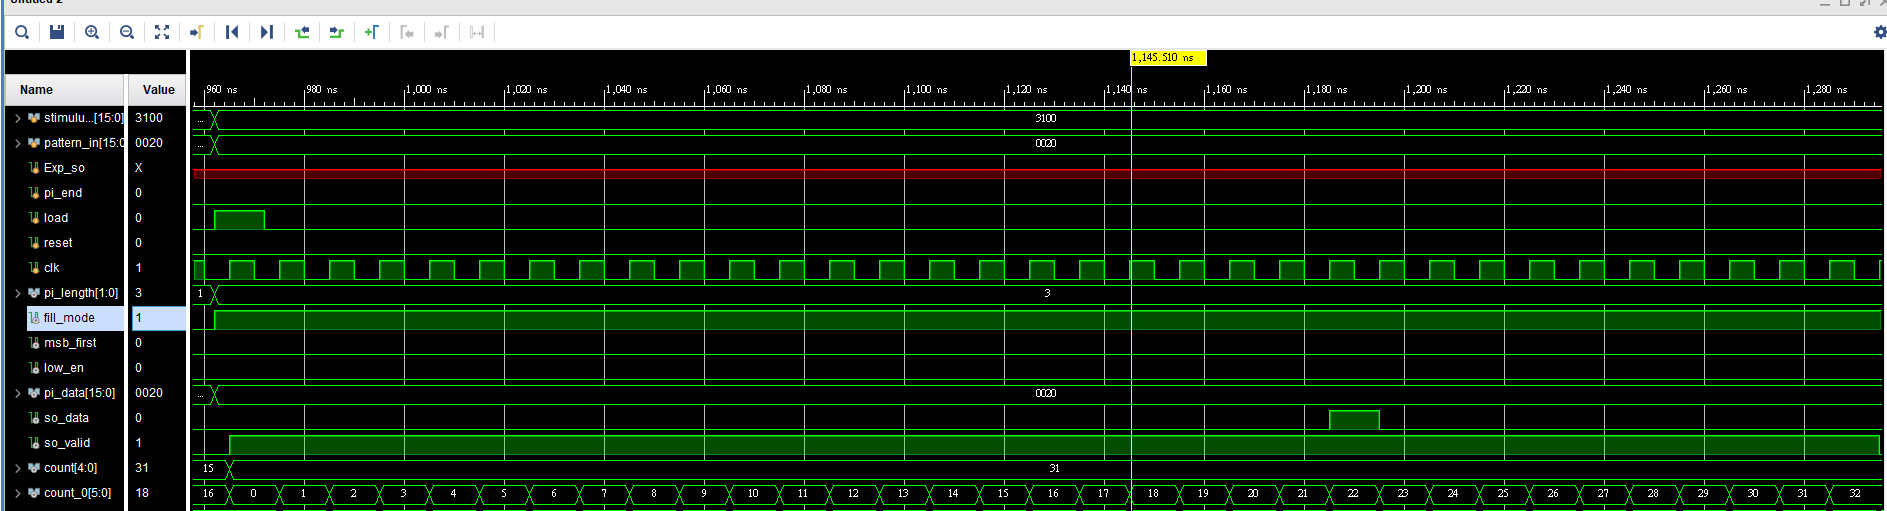 Untitled 2
1,145.510 ns
Name Value
960 ns 980 ns 1,000 ns 1,020 ns 1,040 ns 1,060 ns 1,080 ns 1,100 ns 1,120 ns 1,140 ns 1,160 ns 1,180 ns 1,200 ns 1,220 ns 1,240 ns 1,260 ns 1,280 ns
stimulu...[15:0] 3100 ... 3100
pattern_in[15:0 0020 ... 0020
Exp_so X
pi_end 0
load 0
reset 0
clk 1
pi_length[1:0] 3 1 3
fill_mode 1
msb_first 0
low_en 0
pi_data[15:0] 0020 ... 0020
so_data 0
so_valid 1
count[4:0] 31 15 31
count_0[5:0] 18 16 0 1 2 3 4 5 6 7 8 9 10 11 12 13 14 15 16 17 18 19 20 21 22 23 24 25 26 27 28 29 30 31 32